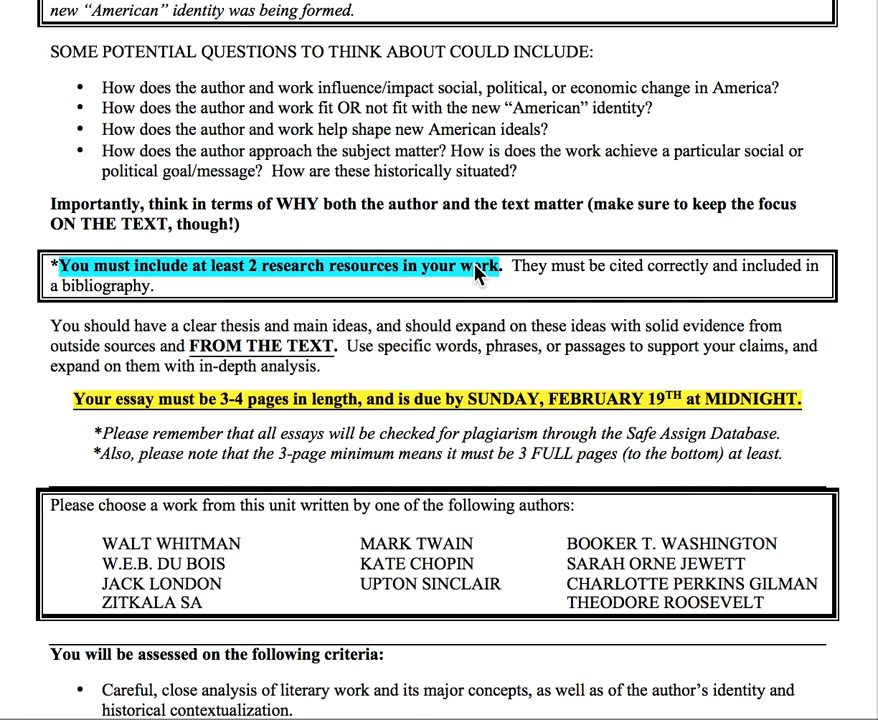 new “American” identity was being formed.
SOME POTENTIAL QUESTIONS TO THINK ABOUT COULD INCLUDE:
• How does the author and work influence/impact social, political, or economic change in America?
• How does the author and work fit OR not fit with the new “American” identity?
• How does the author and work help shape new American ideals?
• How does the author approach the subject matter? How is does the work achieve a particular social or
political goal/message?  How are these historically situated?
Importantly, think in terms of WHY both the author and the text matter (make sure to keep the focus
ON THE TEXT, though!)
*You must include at least 2 research resources in your work.  They must be cited correctly and included in
a bibliography.
You should have a clear thesis and main ideas, and should expand on these ideas with solid evidence from
outside sources and FROM THE TEXT.  Use specific words, phrases, or passages to support your claims, and
expand on them with in-depth analysis.
Your essay must be 3-4 pages in length, and is due by SUNDAY, FEBRUARY 19TH at MIDNIGHT.
*Please remember that all essays will be checked for plagiarism through the Safe Assign Database.
*Also, please note that the 3-page minimum means it must be 3 FULL pages (to the bottom) at least.
Please choose a work from this unit written by one of the following authors:
WALT WHITMAN MARK TWAIN BOOKER T. WASHINGTON
W.E.B. DU BOIS KATE CHOPIN SARAH ORNE JEWETT
JACK LONDON UPTON SINCLAIR CHARLOTTE PERKINS GILMAN
ZITKALA SA THEODORE ROOSEVELT
You will be assessed on the following criteria:
• Careful, close analysis of literary work and its major concepts, as well as of the author’s identity and
historical contextualization.